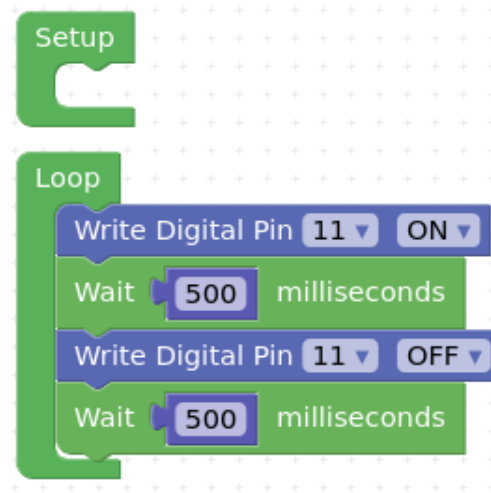 Setup
Loop
Write Digital Pin 11 ON
Wait 500 milliseconds
Write Digital Pin 11 OFF
Wait 500 milliseconds